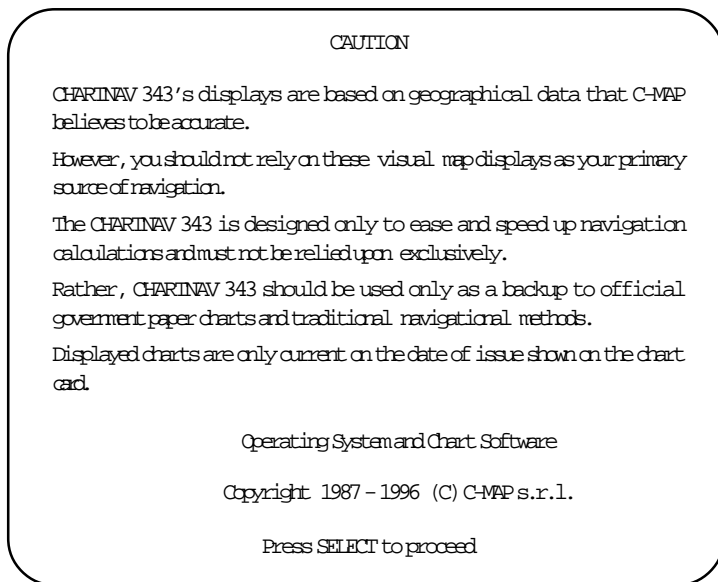 CAUTION
CHARTNAV 343's displays are based on geographical data that C-MAP
believes to be accurate.
However, you should not rely on these visual map displays as your primary
source of navigation.
The CHARTNAV 343 is designed only to ease and speed up navigation
calculations and must not be relied upon exclusively.
Rather, CHARTNAV 343 should be used only as a backup to official
goverment paper charts and traditional navigational methods.
Displayed charts are only current on the date of issue shown on the chart
card.
Operating System and Chart Software
Copyright 1987 - 1996 (C) C-MAP s.r.l.
Press SELECT to proceed